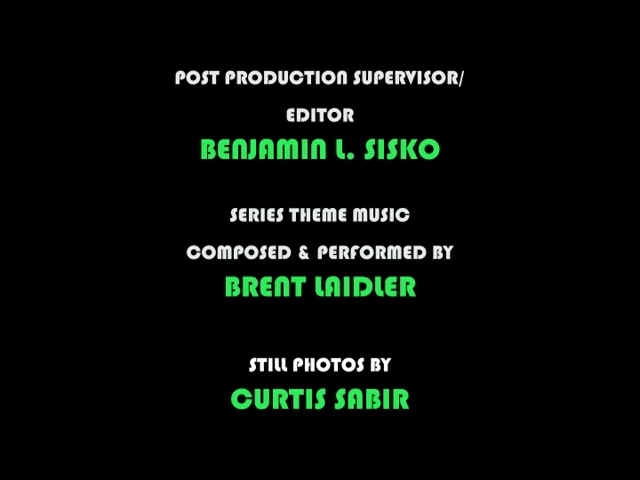 POST PRODUCTION SUPERVISOR/
EDITOR
BENJAMIN L. SISKO
SERIES THEME MUSIC
COMPOSED & PERFORMED BY
BRENT LAIDLER
STILL PHOTOS BY
CURTIS SABIR